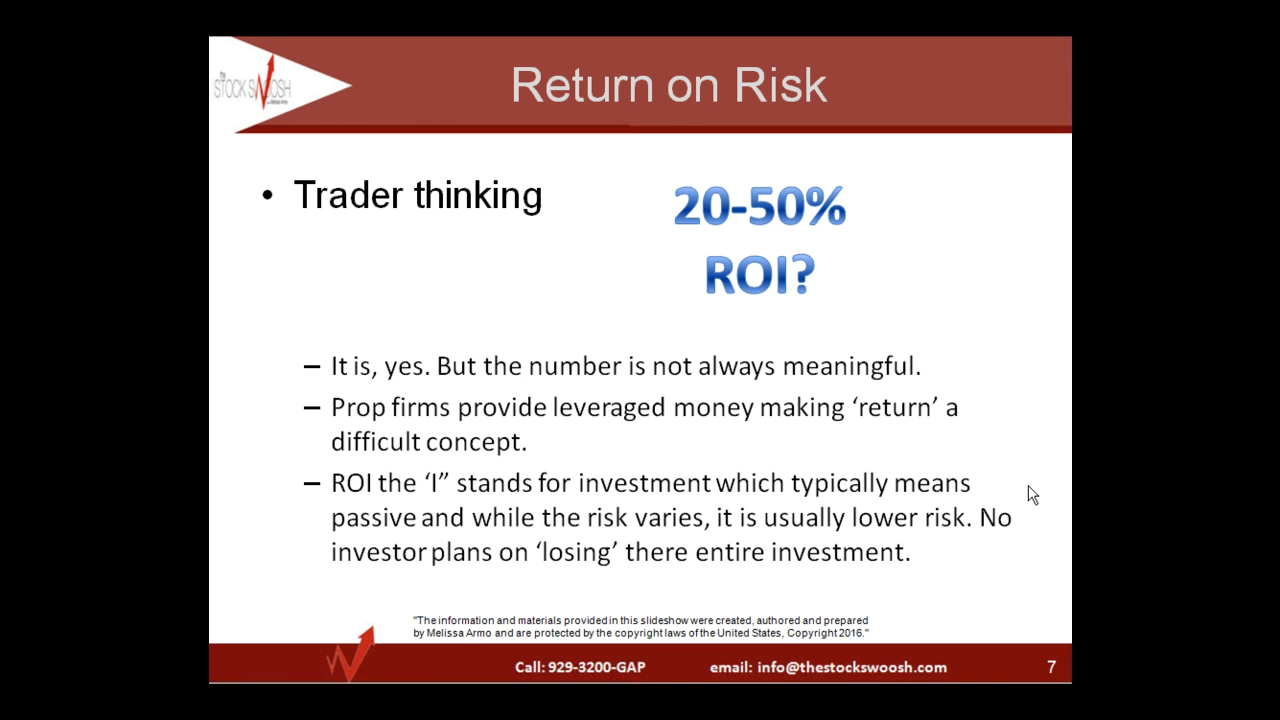 the
STOCK SWOOSH
Return on Risk
• Trader thinking
20-50%
ROI?
– It is, yes. But the number is not always meaningful.
– Prop firms provide leveraged money making ‘return’ a
difficult concept.
– ROI the ‘I” stands for investment which typically means
passive and while the risk varies, it is usually lower risk. No
investor plans on ‘losing’ there entire investment.
"The information and materials provided in this slideshow were created, authored and prepared
by Melissa Armo and are protected by the copyright laws of the United States, Copyright 2016."
Call: 929-3200-GAP
email: info@thestockswoosh.com
7